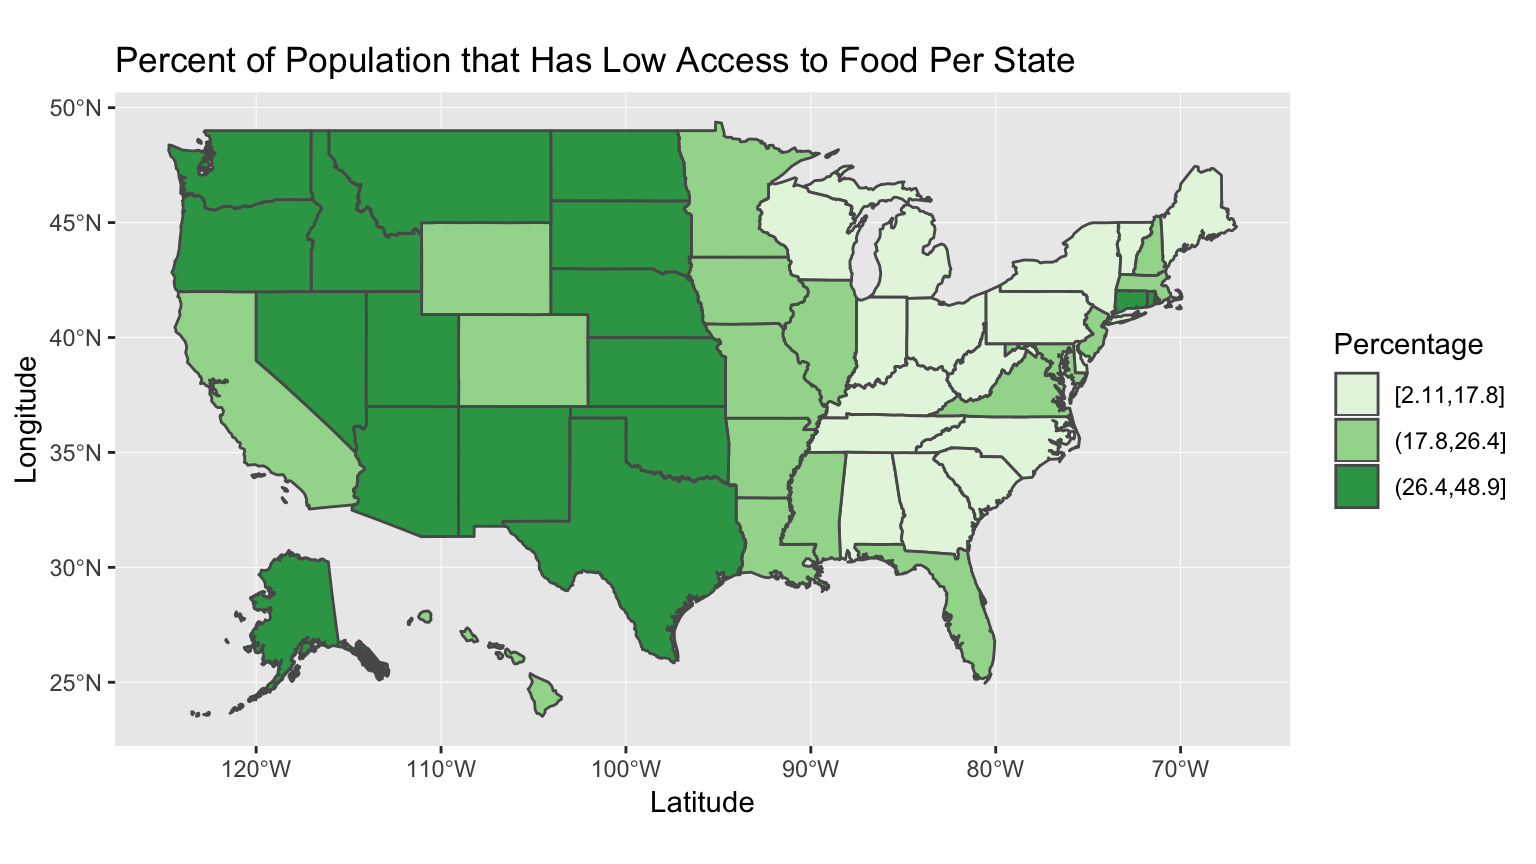 Percent of Population that Has Low Access to Food Per State
50°N
45°N
40°N
35°N
30°N
25°N
Longitude
120°W 110°W 100°W 90°W 80°W 70°W
Latitude
Percentage
[2.11,17.8]
(17.8,26.4]
(26.4,48.9]